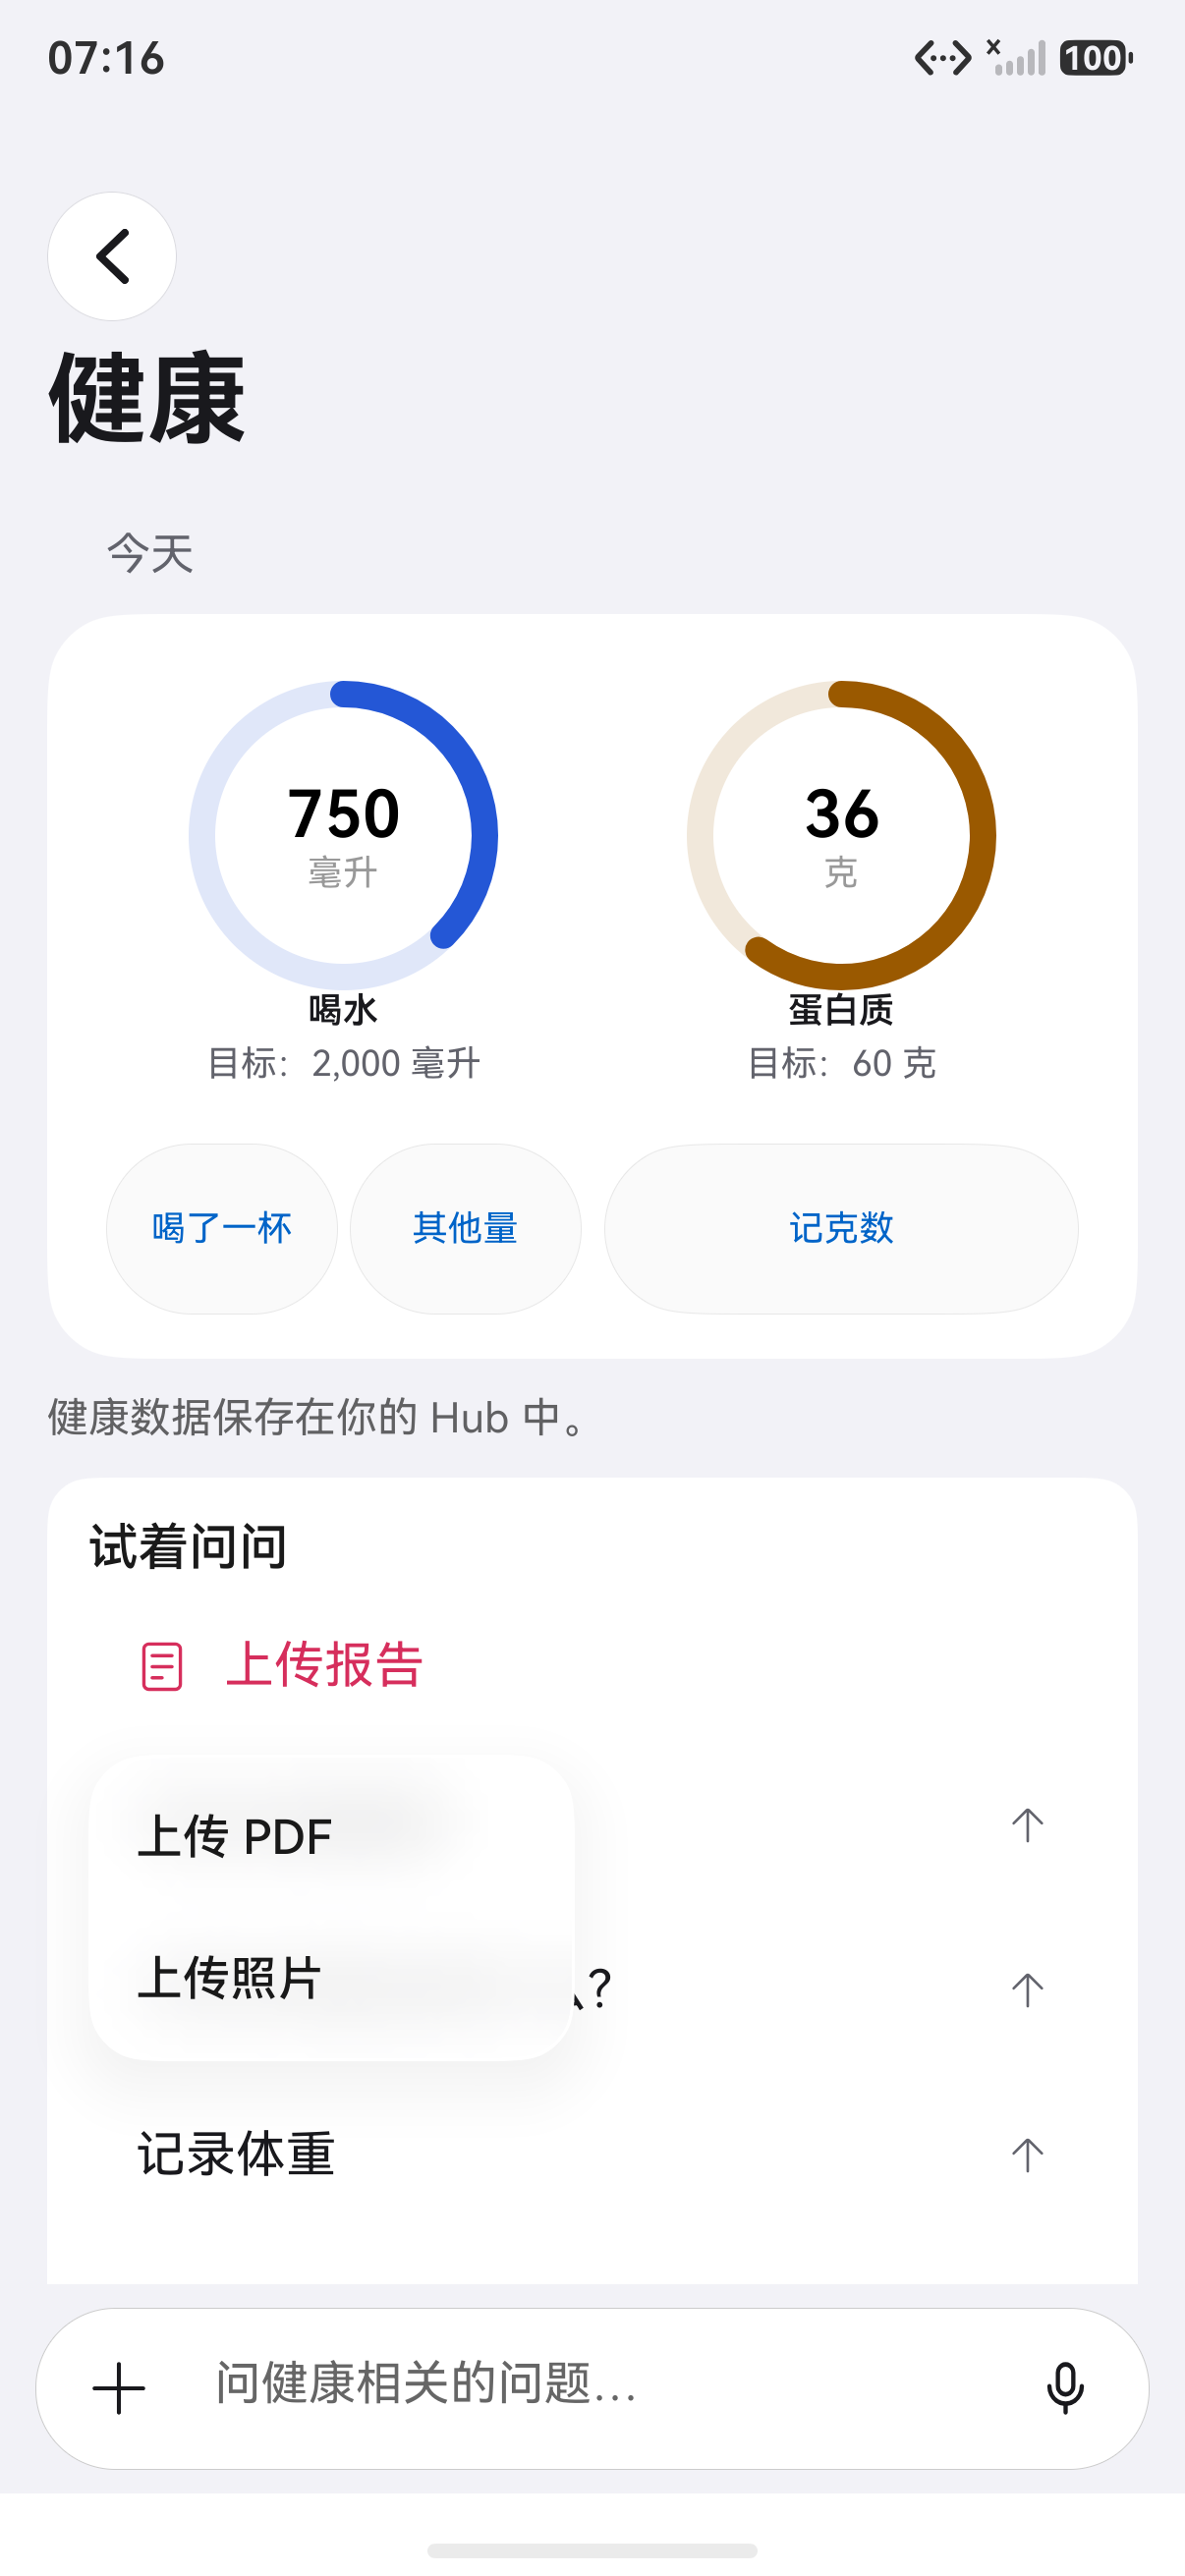 07:16
100
健康
今天
750
毫升
喝水
目标： 2,000 毫升
36
克
蛋白质
目标： 60 克
喝了一杯
其他量
记克数
健康数据保存在你的 Hub 中。
试着问问
上传报告
上传 PDF
上传照片
？
记录体重
问健康相关的问题…